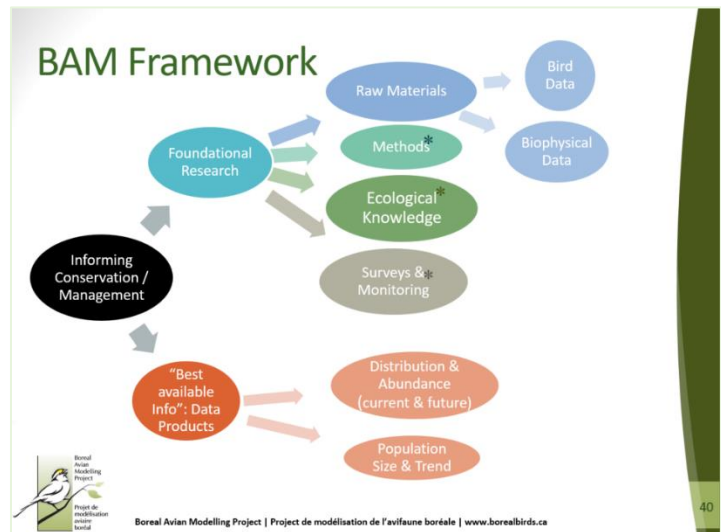 BAM Framework
Foundational
Research
Raw Materials
Bird
Data
Biophysical
Data
Methods*
Ecological*
Knowledge
Surveys &*
Monitoring
Informing
Conservation /
Management
"Best
available
Info": Data
Products
Distribution &
Abundance
(current & future)
Population
Size & Trend
Boreal
Avian
Modelling
Project
Projet de
modélisation
aviaire
boréal
Boreal Avian Modelling Project | Projet de modélisation de l'avifaune boréale | www.borealbirds.ca
40